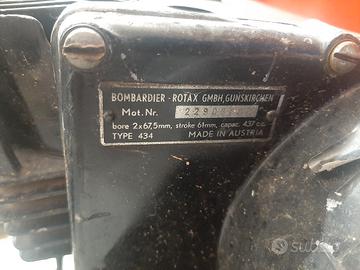 BOMBARDIER - ROTAX GMBH, GUNSKIRCHEN
Mot. Nr.
bore 2x67,5mm, stroke 61mm, capac. 437 cc.
TYPE 434 MADE IN AUSTRIA
subito